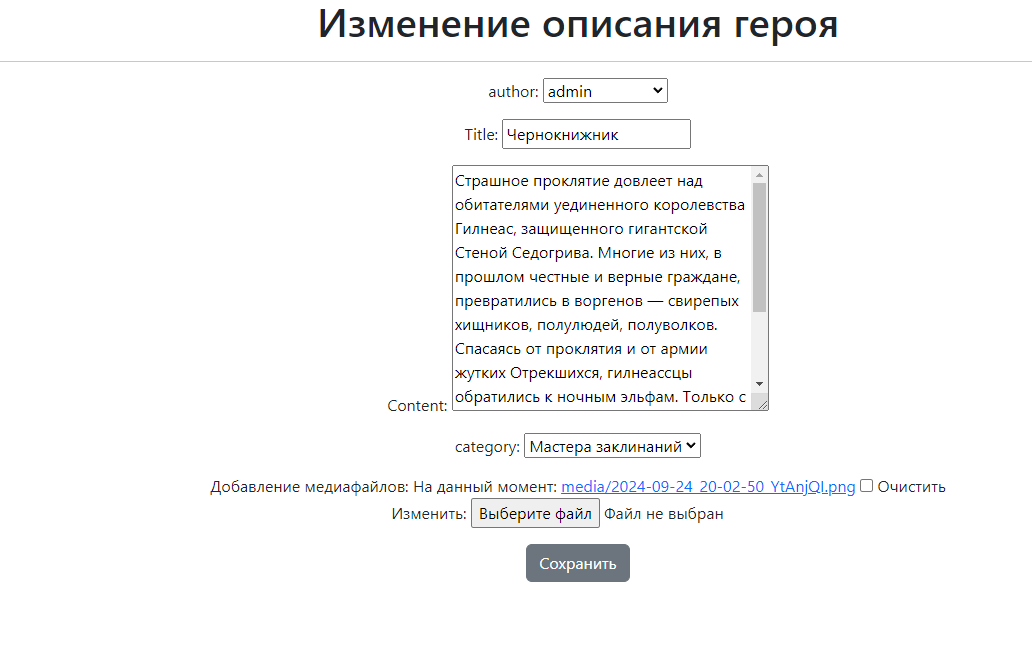 Изменение описания героя
author: admin
Title: Чернокнижник
Страшное проклятие довлеет над
обитателями уединенного королевства
Гилнеас, защищенного гигантской
Стеной Седогрива. Многие из них, в
прошлом честные и верные граждане,
превратились в воргенов — свирепых
хищников, полулюдей, полуволков.
Спасаясь от проклятия и от армии
жутких Отрекшихся, гилнеассцы
обратились к ночным эльфам. Только с
Content:
category: Мастера заклинаний
Добавление медиафайлов: На данный момент: media/2024-09-24_20-02-50_YtAnjQI.png Очистить
Изменить: Выберите файл Файл не выбран
Сохранить